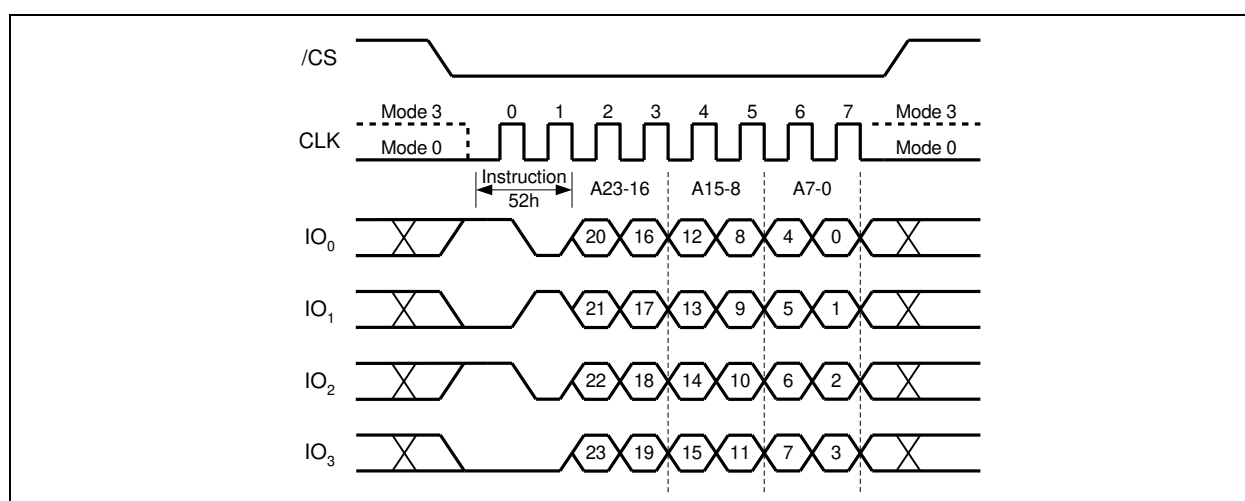 /CS
Mode 3 0 1 2 3 4 5 6 7 Mode 3
CLK
Mode 0 Mode 0
Instruction A23-16 A15-8 A7-0
52h
IO0 20 16 12 8 4 0
IO1 21 17 13 9 5 1
IO2 22 18 14 10 6 2
IO3 23 19 15 11 7 3